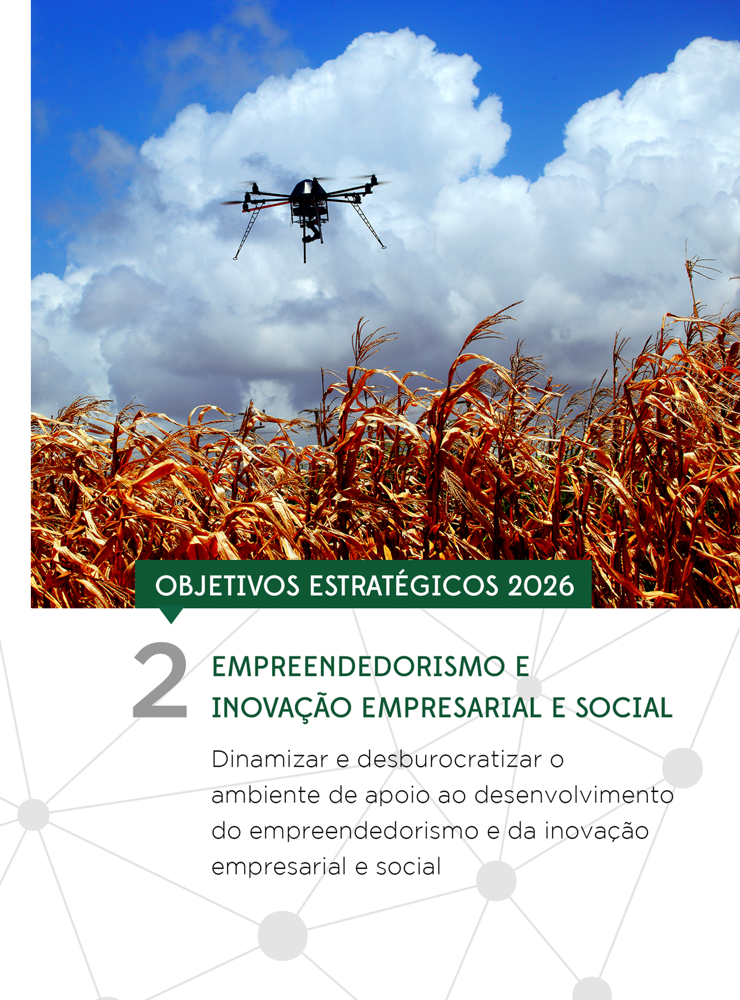 OBJETIVOS ESTRATÉGICOS 2026
2
EMPREENDEDORISMO E
INOVAÇÃO EMPRESARIAL E SOCIAL
Dinamizar e desburocratizar o
ambiente de apoio ao desenvolvimento
do empreendedorismo e da inovação
empresarial e social